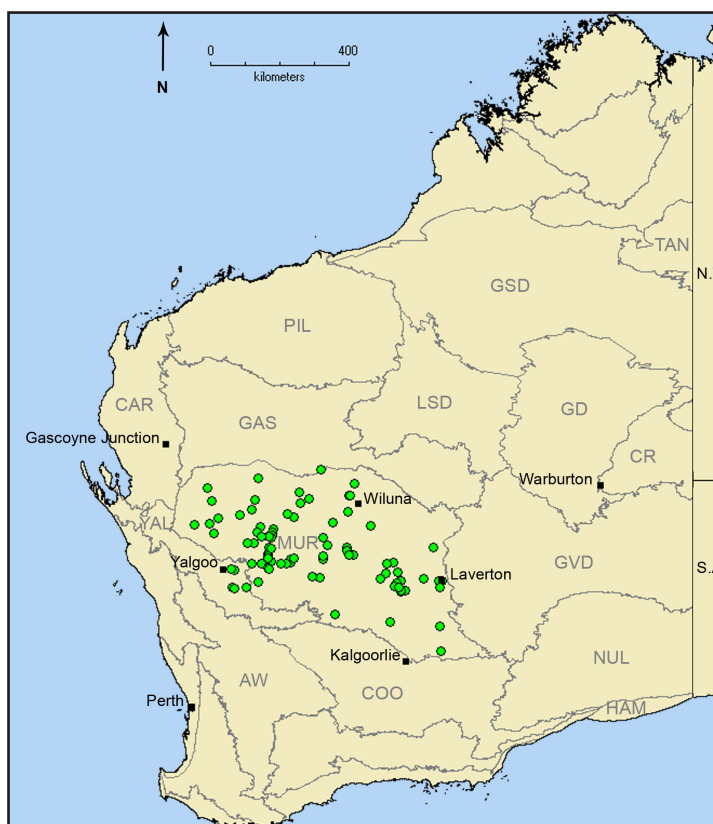 0 400
kilometers
N
TAN
N.
GSD
PIL
LSD
CAR
GD
GAS
Gascoyne Junction
CR
Warburton
Wiluna
YAL
MUR
Yalgoo
GVD
S.A
Laverton
Kalgoorlie
NUL
AW
COO
Perth
HAM